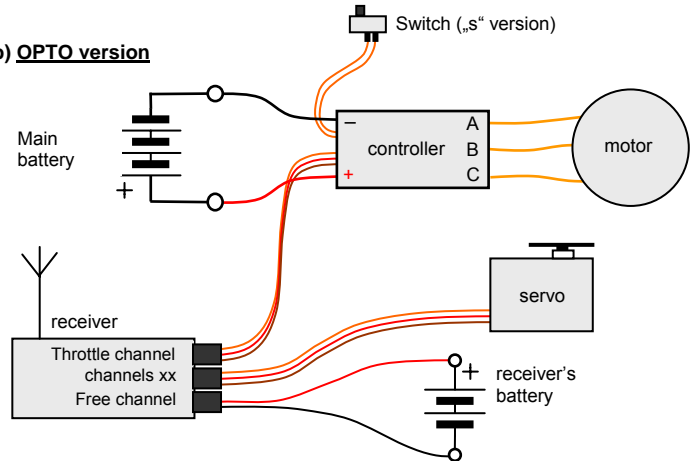 Switch („s“ version)
b) OPTO version
Main
battery
+
–
+
controller
A
B
C
motor
servo
receiver
Throttle channel
channels xx
Free channel
+
receiver's
battery